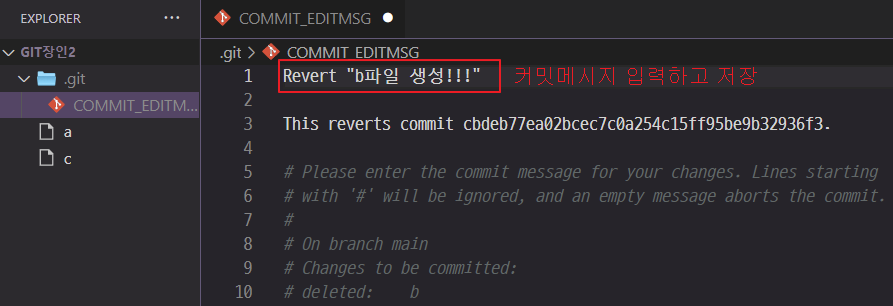 EXPLORER
COMMIT_EDITMSG
GIT장인2
.git
COMMIT_EDITM...
a
c
.git > COMMIT_EDITMSG
1 Revert "b파일 생성!!!" 커밋메시지 입력하고 저장
2
3 This reverts commit cbdeb77ea02bcec7c0a254c15ff95be9b32936f3.
4
5 # Please enter the commit message for your changes. Lines starting
6 # with '#' will be ignored, and an empty message aborts the commit.
7 #
8 # On branch main
9 # Changes to be committed:
10 # deleted: b